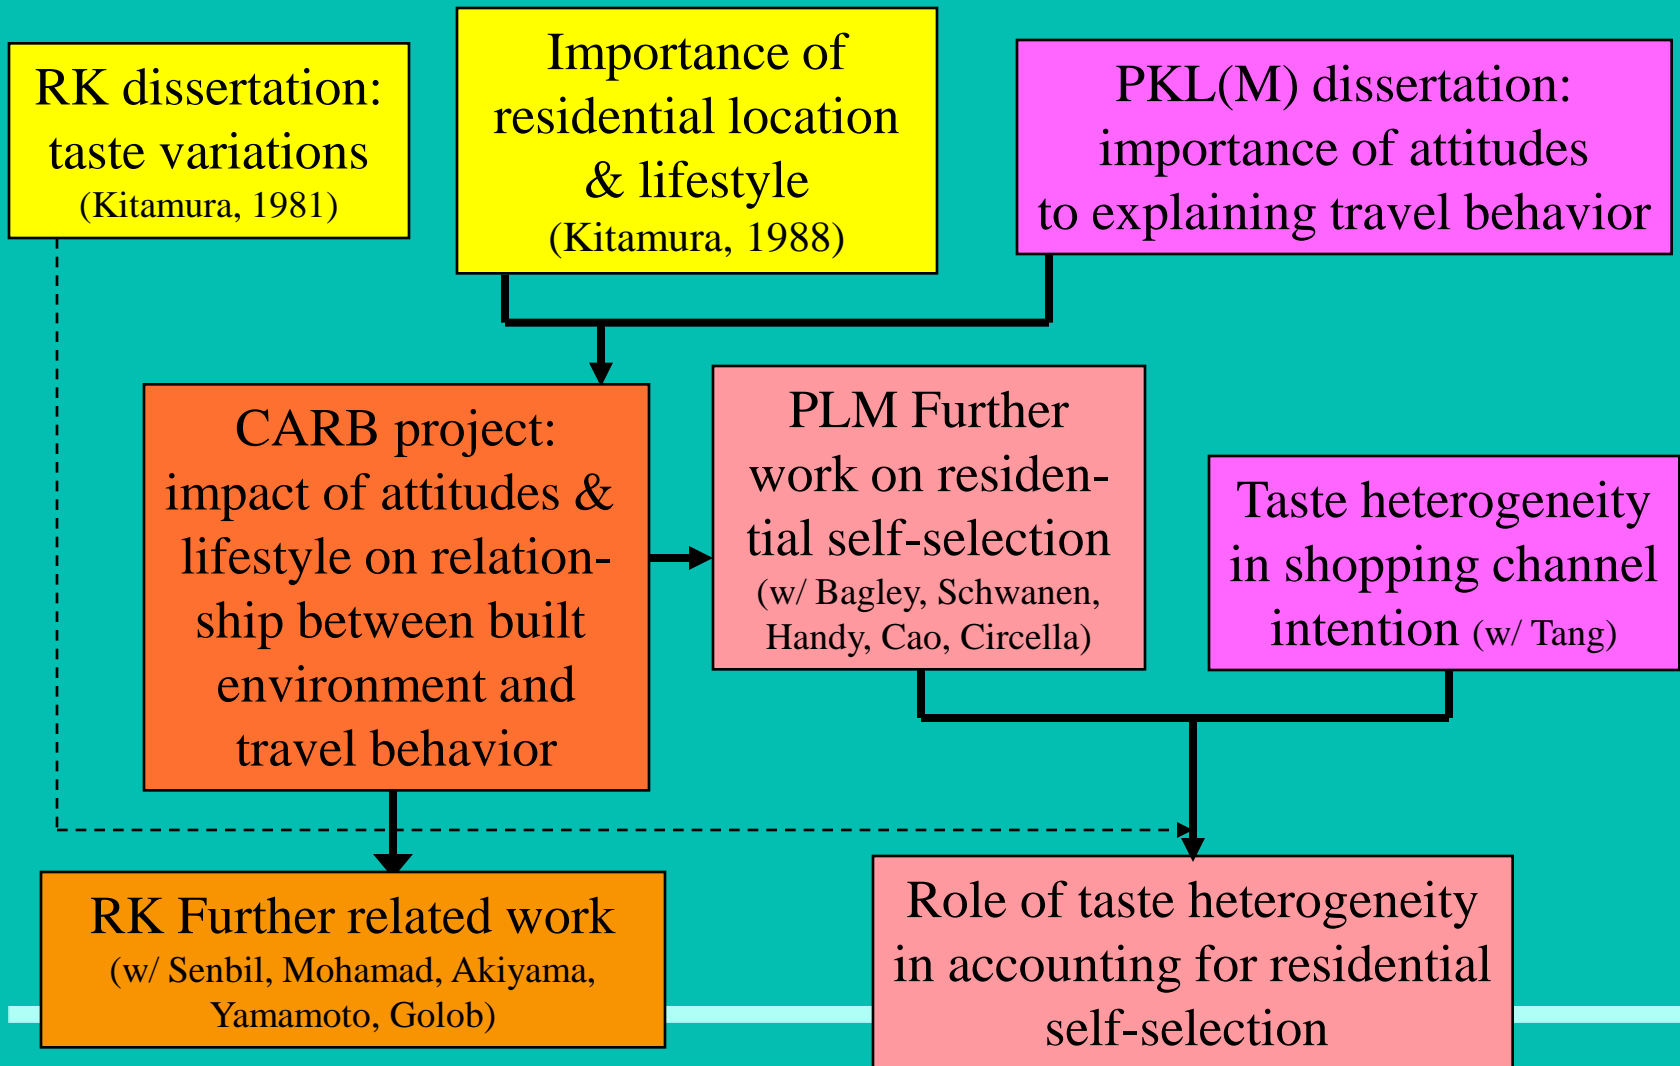 RK dissertation:
taste variations
(Kitamura, 1981)
Importance of
residential location
& lifestyle
(Kitamura, 1988)
PKL(M) dissertation:
importance of attitudes
to explaining travel behavior
CARB project:
impact of attitudes &
lifestyle on relation-
ship between built
environment and
travel behavior
PLM Further
work on residen-
tial self-selection
(w/ Bagley, Schwanen,
Handy, Cao, Circella)
Taste heterogeneity
in shopping channel
intention (w/ Tang)
RK Further related work
(w/ Senbil, Mohamad, Akiyama,
Yamamoto, Golob)
Role of taste heterogeneity
in accounting for residential
self-selection